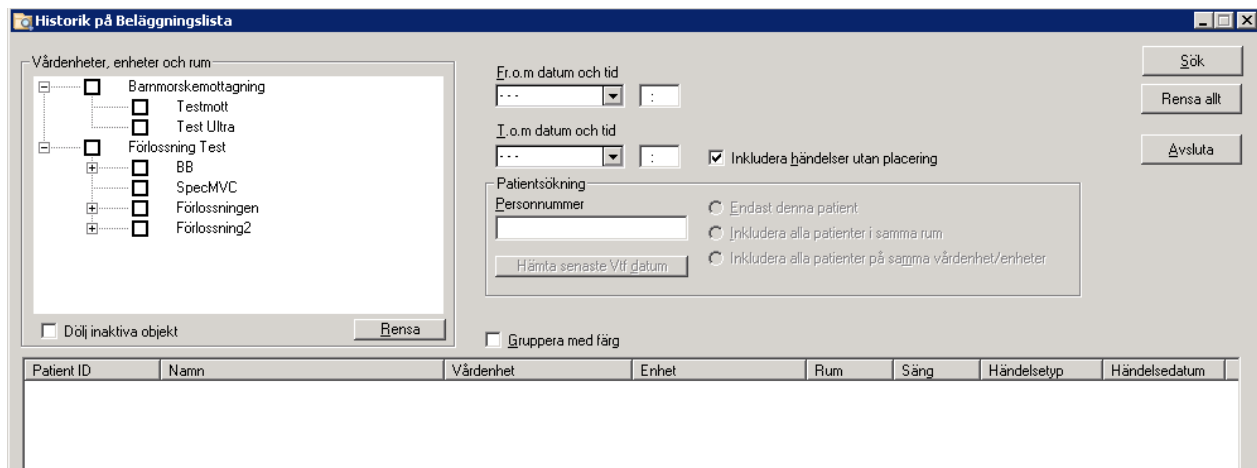 Historik på Beläggningslista
Vårdenheter, enheter och rum
Barnmorskemottagning
Testmott
Test Ultra
Förlossning Test
BB
SpecMVC
Förlossningen
Förlossning2
Dölj inaktiva objekt
Rensa
Fr.o.m datum och tid
- - -
:
T.o.m datum och tid
- - -
:
Inkludera händelser utan placering
Patientsökning
Personnummer
Hämta senaste Vtf datum
Endast denna patient
Inkludera alla patienter i samma rum
Inkludera alla patienter på samma vårdenhet/enheter
Gruppera med färg
Sök
Rensa allt
Avsluta
Patient ID Namn Vårdenhet Enhet Rum Säng Händelsetyp Händelsedatum